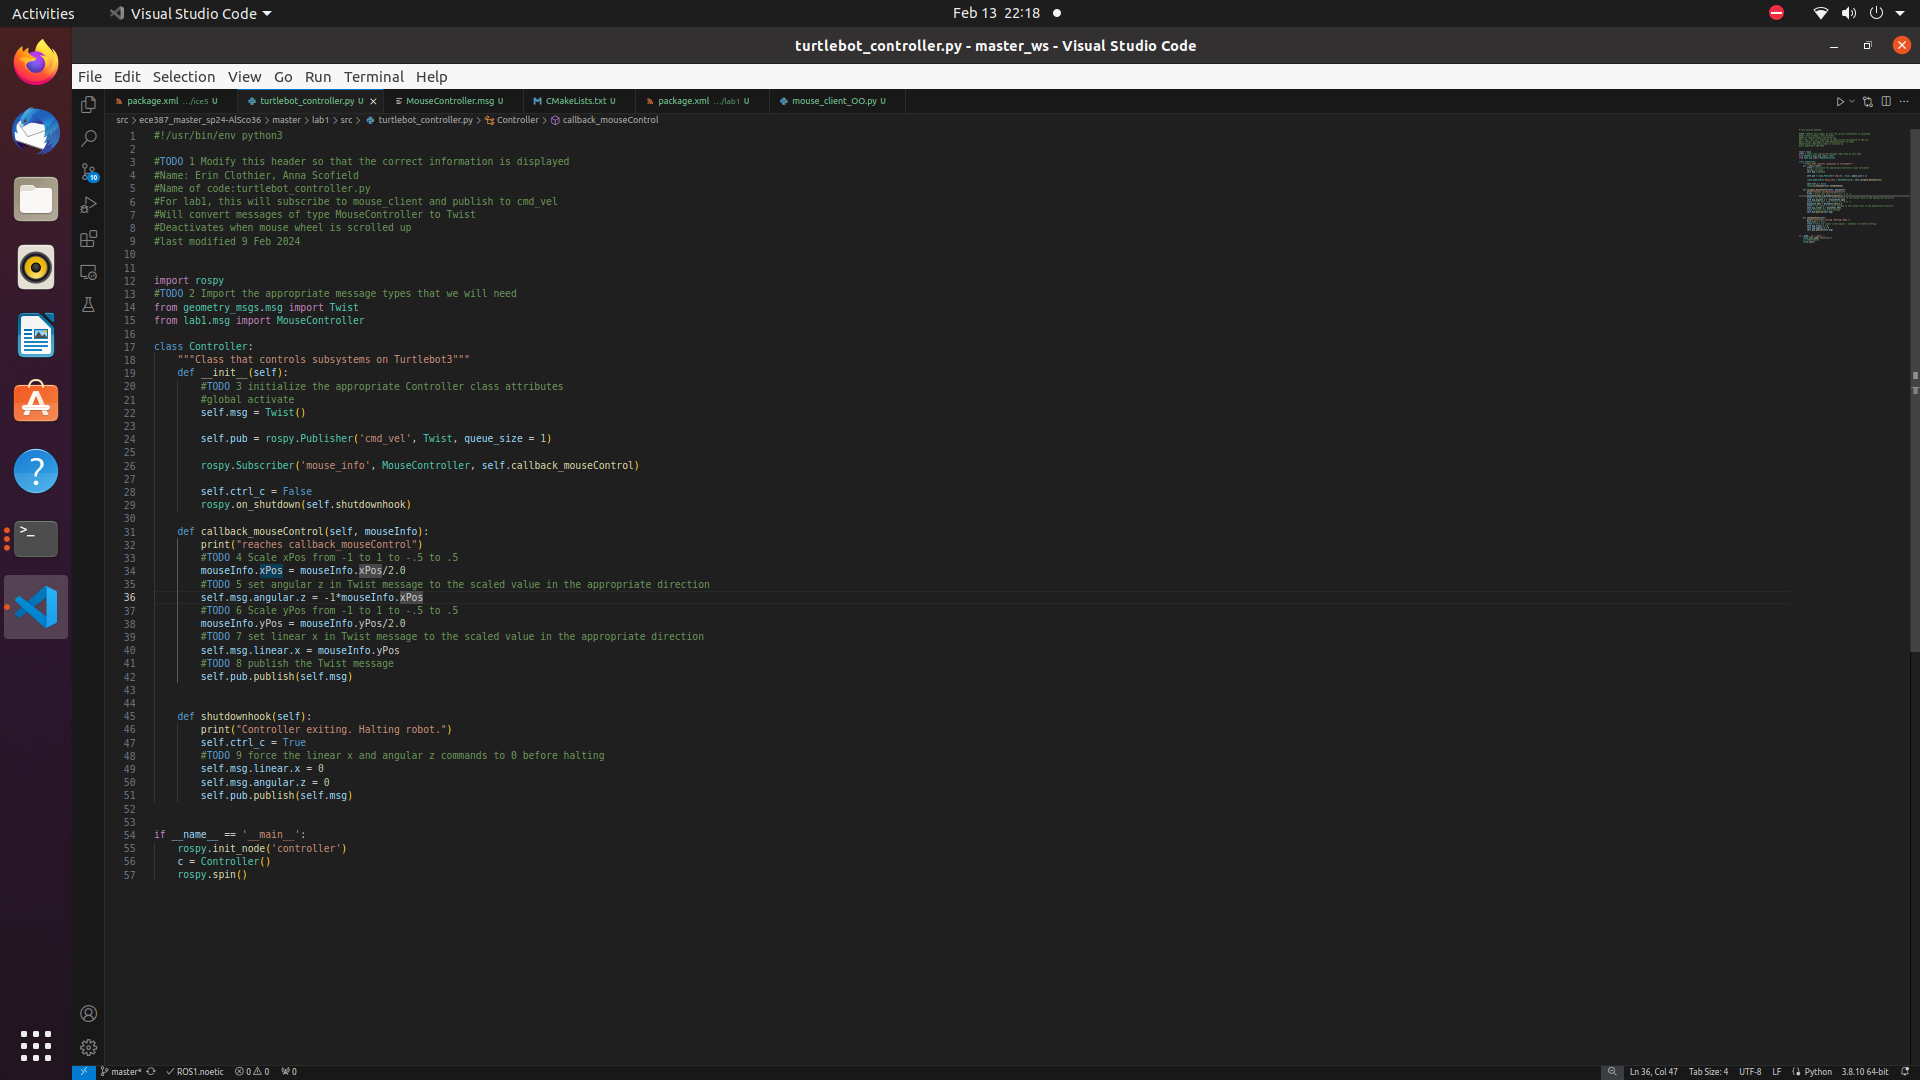 Activities Visual Studio Code Feb 13 22:18
turtlebot_controller.py - master_ws - Visual Studio Code
File Edit Selection View Go Run Terminal Help
package.xml .../ice5 U turtlebot_controller.py U MouseController.msg U CMakeLists.txt U package.xml .../lab1 U mouse_client_OO.py U
src > ece387_master_sp24-AlSco36 > master > lab1 > src > turtlebot_controller.py > Controller > callback_mouseControl
1 #!/usr/bin/env python3
2
3 #TODO 1 Modify this header so that the correct information is displayed
4 #Name: Erin Clothier, Anna Scofield
5 #Name of code:turtlebot_controller.py
6 #For lab1, this will subscribe to mouse_client and publish to cmd_vel
7 #Will convert messages of type MouseController to Twist
8 #Deactivates when mouse wheel is scrolled up
9 #last modified 9 Feb 2024
10
11
12 import rospy
13 #TODO 2 Import the appropriate message types that we will need
14 from geometry_msgs.msg import Twist
15 from lab1.msg import MouseController
16
17 class Controller:
18     """Class that controls subsystems on Turtlebot3"""
19     def __init__(self):
20         #TODO 3 initialize the appropriate Controller class attributes
21         #global activate
22         self.msg = Twist()
23
24         self.pub = rospy.Publisher('cmd_vel', Twist, queue_size = 1)
25
26         rospy.Subscriber('mouse_info', MouseController, self.callback_mouseControl)
27
28         self.ctrl_c = False
29         rospy.on_shutdown(self.shutdownhook)
30
31     def callback_mouseControl(self, mouseInfo):
32         print("reaches callback_mouseControl")
33         #TODO 4 Scale xPos from -1 to 1 to -.5 to .5
34         mouseInfo.xPos = mouseInfo.xPos/2.0
35         #TODO 5 set angular z in Twist message to the scaled value in the appropriate direction
36         self.msg.angular.z = -1*mouseInfo.xPos
37         #TODO 6 Scale yPos from -1 to 1 to -.5 to .5
38         mouseInfo.yPos = mouseInfo.yPos/2.0
39         #TODO 7 set linear x in Twist message to the scaled value in the appropriate direction
40         self.msg.linear.x = mouseInfo.yPos
41         #TODO 8 publish the Twist message
42         self.pub.publish(self.msg)
43
44
45     def shutdownhook(self):
46         print("Controller exiting. Halting robot.")
47         self.ctrl_c = True
48         #TODO 9 force the linear x and angular z commands to 0 before halting
49         self.msg.linear.x = 0
50         self.msg.angular.z = 0
51         self.pub.publish(self.msg)
52
53
54 if __name__ == '__main__':
55     rospy.init_node('controller')
56     c = Controller()
57     rospy.spin()
10
master* ROS1.noetic 0 0 0 Ln 36, Col 47 Tab Size: 4 UTF-8 LF Python 3.8.10 64-bit